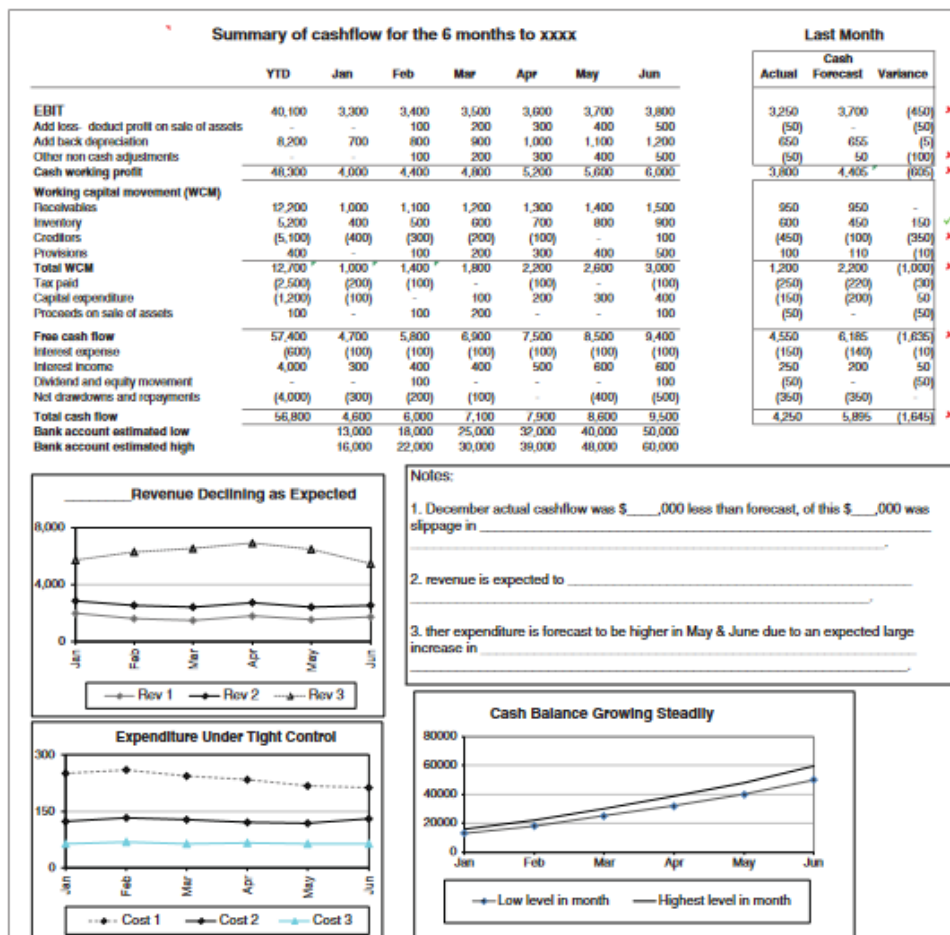 Summary of cashflow for the 6 months to xxxx Last Month
Cash
YTD Jan Feb Mar Apr May Jun Actual Forecast Variance
EBIT 40,100 3,300 3,400 3,500 3,600 3,700 3,800 3,250 3,700 (450) x
Add loss- deduct profit on sale of assets - - 100 200 300 400 500 (50) - (50)
Add back depreciation 8,200 700 800 900 1,000 1,100 1,200 650 655 (5)
Other non cash adjustments - - 100 200 300 400 500 (50) 50 (100) x
Cash working profit 48,300 4,000 4,400 4,800 5,200 5,600 6,000 3,800 4,405 (605) x
Working capital movement (WCM)
Receivables 12,200 1,000 1,100 1,200 1,300 1,400 1,500 950 950 -
Inventory 5,200 400 500 600 700 800 900 600 450 150 ✓
Creditors (5,100) (400) (300) (200) (100) - 100 (450) (100) (350) x
Provisions 400 - 100 200 300 400 500 100 110 (10)
Total WCM 12,700 1,000 1,400 1,800 2,200 2,600 3,000 1,200 2,200 (1,000) x
Tax paid (2,500) (200) (100) - (100) - (100) (250) (220) (30)
Capital expenditure (1,200) (100) - 100 200 300 400 (150) (200) 50
Proceeds on sale of assets 100 - 100 200 - - 100 (50) - (50)
Free cash flow 57,400 4,700 5,800 6,900 7,500 8,500 9,400 4,550 6,185 (1,635) x
Interest expense (600) (100) (100) (100) (100) (100) (100) (150) (140) (10)
Interest income 4,000 300 400 400 500 600 600 250 200 50
Dividend and equity movement - - 100 - - - 100 (50) - (50)
Net drawdowns and repayments (4,000) (300) (200) (100) - (400) (500) (350) (350) -
Total cash flow 56,800 4,600 6,000 7,100 7,900 8,600 9,500 4,250 5,895 (1,645) x
Bank account estimated low 13,000 18,000 25,000 32,000 40,000 50,000
Bank account estimated high 16,000 22,000 30,000 39,000 48,000 60,000
________Revenue Declining as Expected
8,000
4,000
0
Jan Feb Mar Apr May Jun
Rev 1 Rev 2 Rev 3
Notes:
1. December actual cashflow was $____,000 less than forecast, of this $___,000 was
slippage in ____________________
____________________.
2. revenue is expected to ____________________
____________________.
3. ther expenditure is forecast to be higher in May & June due to an expected large
increase in ____________________
____________________.
Expenditure Under Tight Control
300
150
0
Jan Feb Mar Apr May Jun
Cost 1 Cost 2 Cost 3
Cash Balance Growing Steadily
80000
60000
40000
20000
0
Jan Feb Mar Apr May Jun
Low level in month Highest level in month